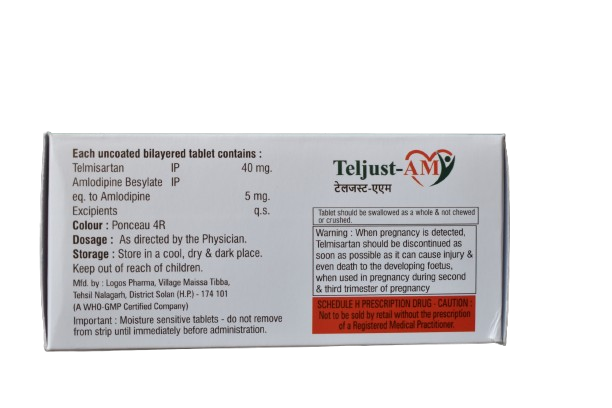 Each uncoated bilayered tablet contains :
Telmisartan IP 40 mg.
Amlodipine Besylate IP
eq. to Amlodipine 5 mg.
Excipients q.s.
Colour : Ponceau 4R
Dosage : As directed by the Physician.
Storage : Store in a cool, dry & dark place.
Keep out of reach of children.
Mfd. by : Logos Pharma, Village Maissa Tibba,
Tehsil Nalagarh, District Solan (H.P.) - 174 101
(A WHO-GMP Certified Company)
Important : Moisture sensitive tablets - do not remove
from strip until immediately before administration.
Teljust-AM
टेलजस्ट-एएम
Tablet should be swallowed as a whole & not chewed
or crushed.
Warning : When pregnancy is detected,
Telmisartan should be discontinued as
soon as possible as it can cause injury &
even death to the developing foetus,
when used in pregnancy during second
& third trimester of pregnancy
SCHEDULE H PRESCRIPTION DRUG - CAUTION :
Not to be sold by retail without the prescription
of a Registered Medical Practitioner.